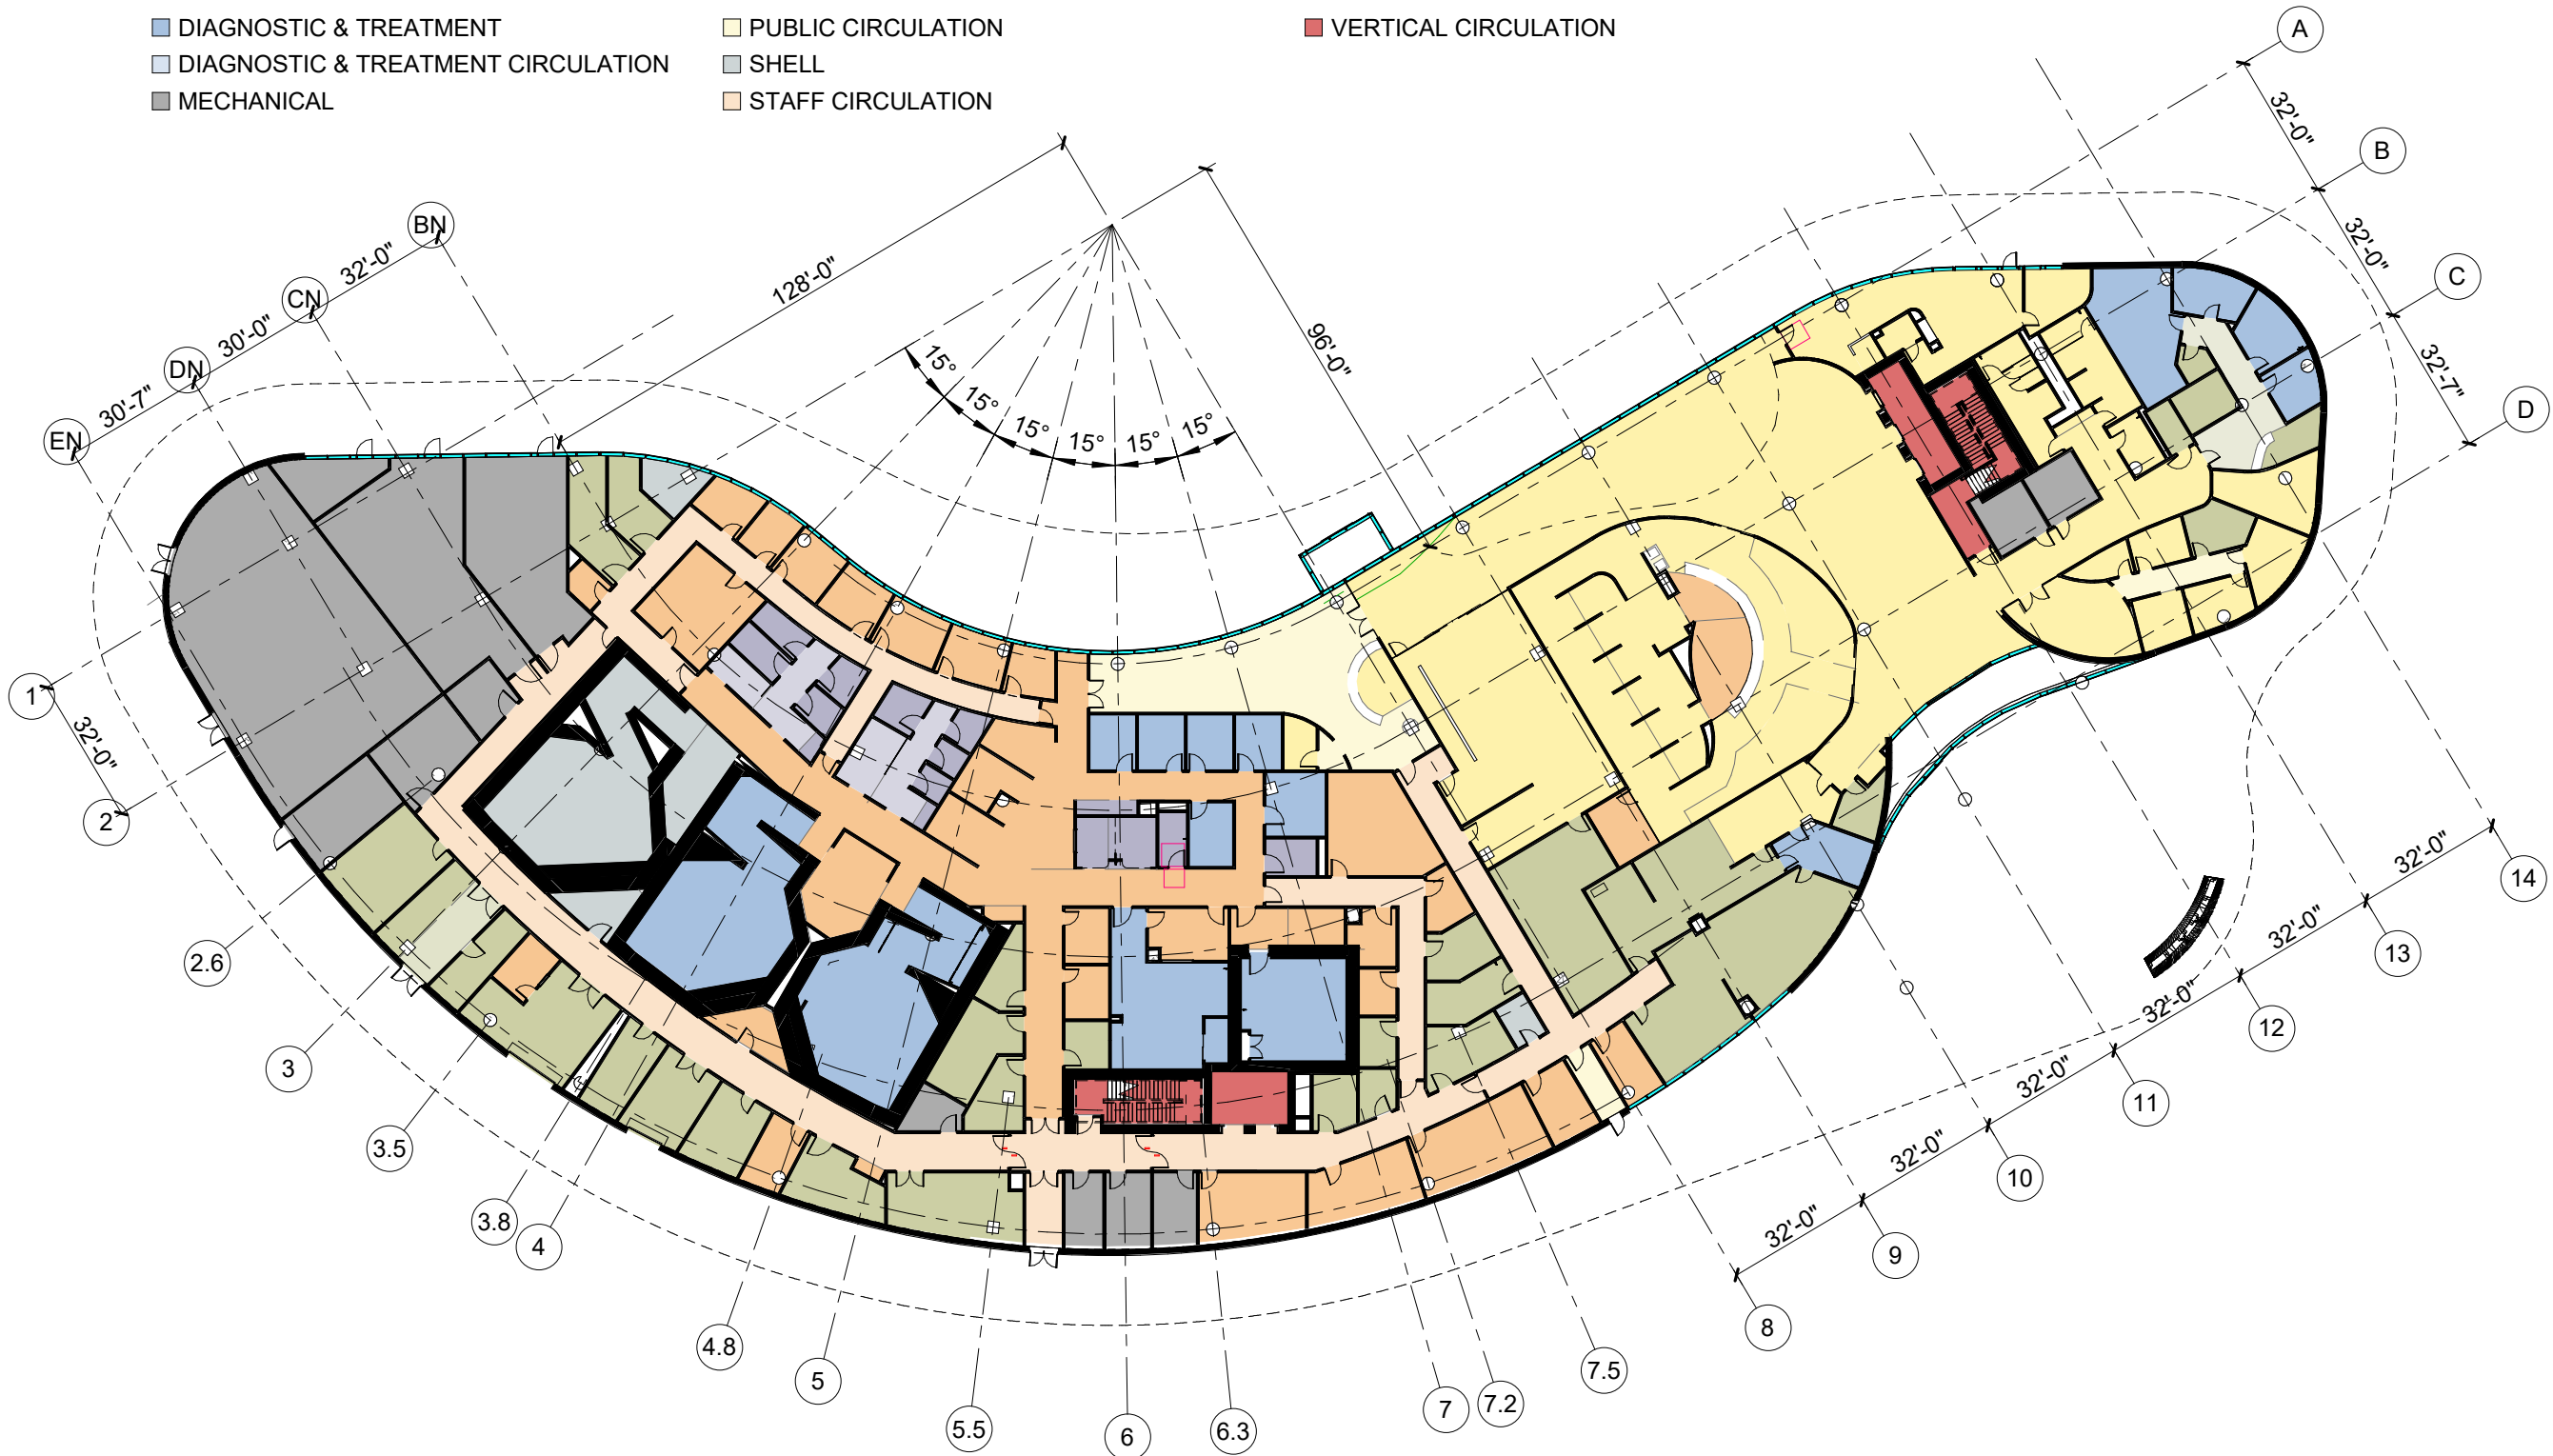 DIAGNOSTIC & TREATMENT
DIAGNOSTIC & TREATMENT CIRCULATION
MECHANICAL
PUBLIC CIRCULATION
SHELL
STAFF CIRCULATION
VERTICAL CIRCULATION
A
32'-0"
B
32'-0"
C
32'-7"
D
BN
32'-0"
CN
30'-0"
DN
30'-7"
EN
128'-0"
96'-0"
15°
15°
15°
15°
15°
15°
1
32'-0"
2
2.6
3
3.5
3.8
4
4.8
5
5.5
6
6.3
7
7.2
7.5
8
32'-0"
9
32'-0"
10
32'-0"
11
32'-0"
12
32'-0"
13
32'-0"
14